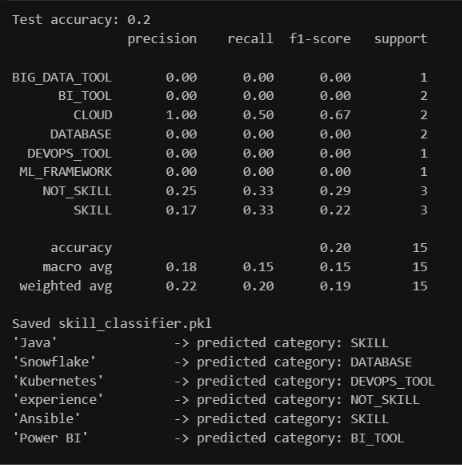 Test accuracy: 0.2
precision recall f1-score support
BIG_DATA_TOOL 0.00 0.00 0.00 1
BI_TOOL 0.00 0.00 0.00 2
CLOUD 1.00 0.50 0.67 2
DATABASE 0.00 0.00 0.00 2
DEVOPS_TOOL 0.00 0.00 0.00 1
ML_FRAMEWORK 0.00 0.00 0.00 1
NOT_SKILL 0.25 0.33 0.29 3
SKILL 0.17 0.33 0.22 3
accuracy 0.20 15
macro avg 0.18 0.15 0.15 15
weighted avg 0.22 0.20 0.19 15
Saved skill_classifier.pkl
'Java' -> predicted category: SKILL
'Snowflake' -> predicted category: DATABASE
'Kubernetes' -> predicted category: DEVOPS_TOOL
'experience' -> predicted category: NOT_SKILL
'Ansible' -> predicted category: SKILL
'Power BI' -> predicted category: BI_TOOL